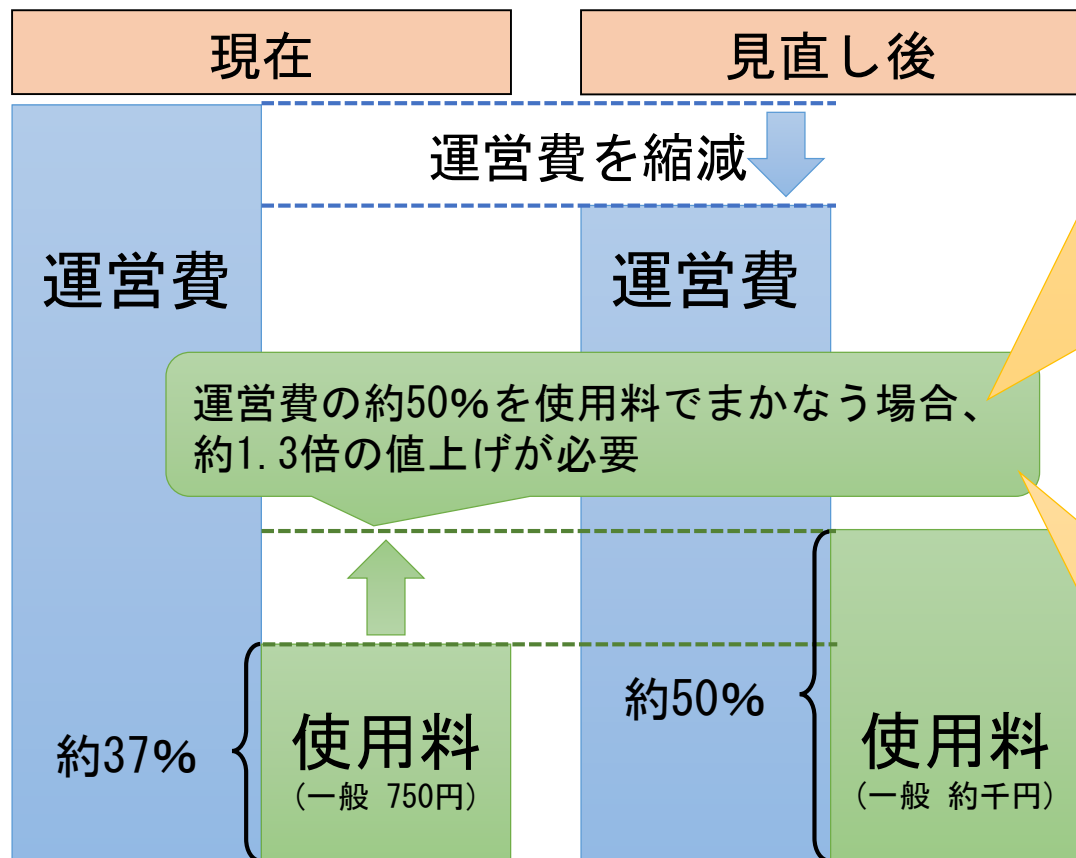 現在
見直し後
運営費を縮減
運営費
運営費
運営費の約50%を使用料でまかなう場合、
約1.3倍の値上げが必要
約37%
使用料
(一般 750円)
約50%
使用料
(一般 約千円)